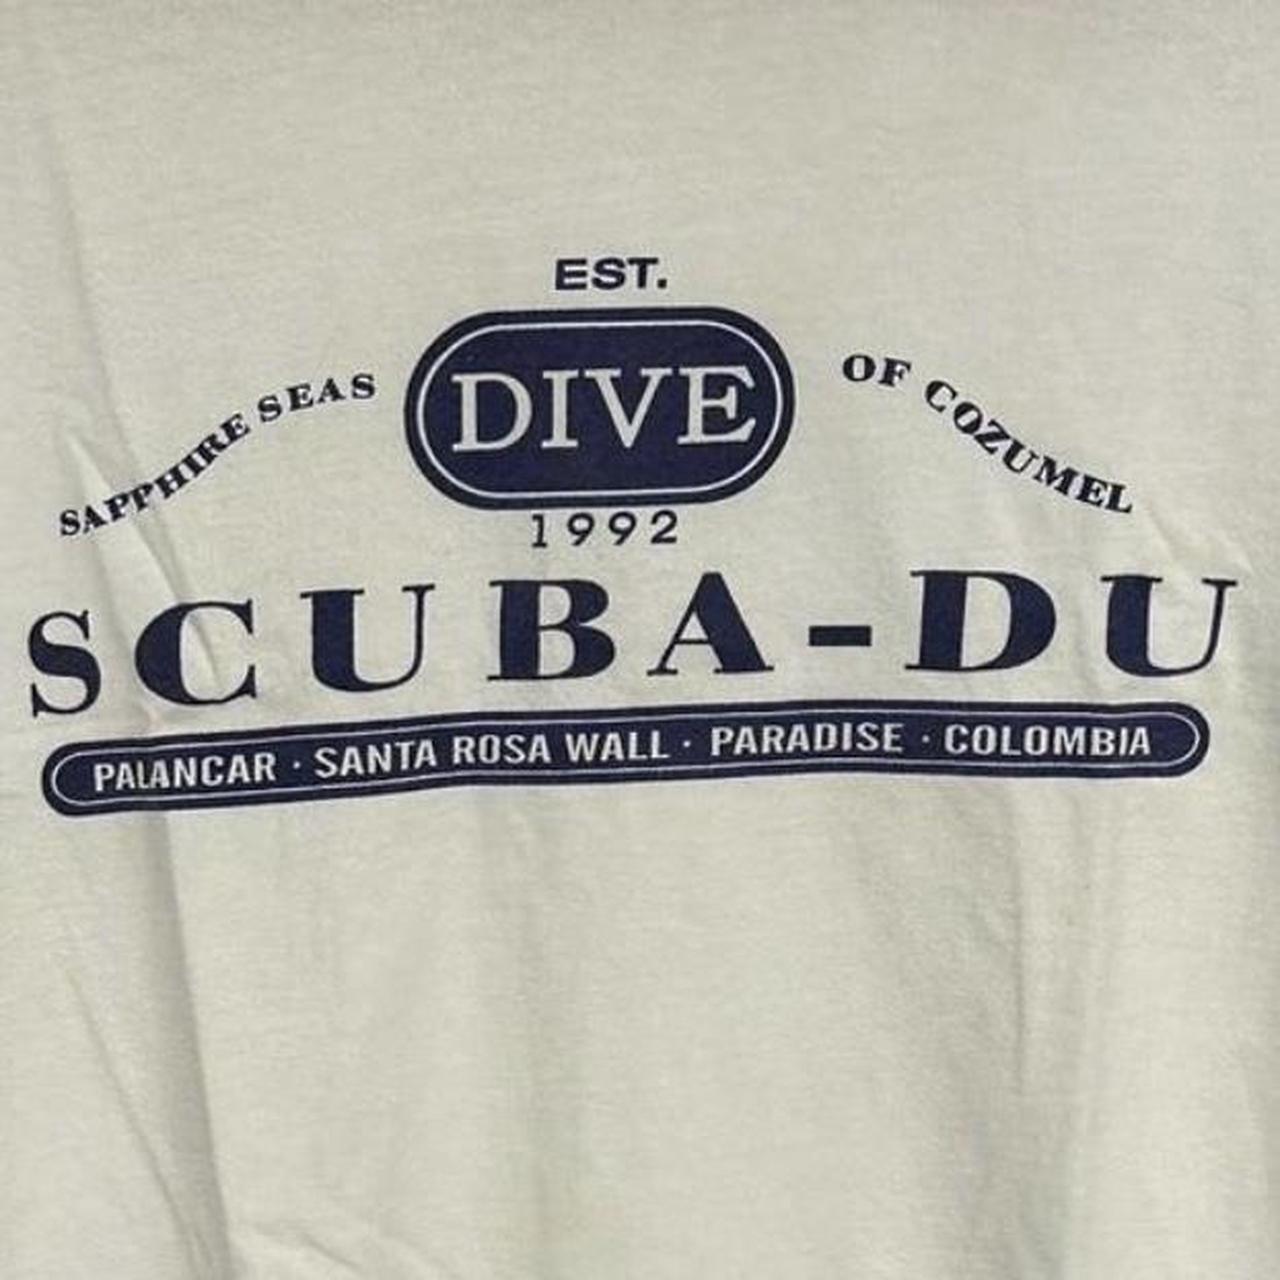 EST.
SAPPHIRE SEAS
DIVE
OF COZUMEL
1992
SCUBA-DU
PALANCAR · SANTA ROSA WALL · PARADISE · COLOMBIA